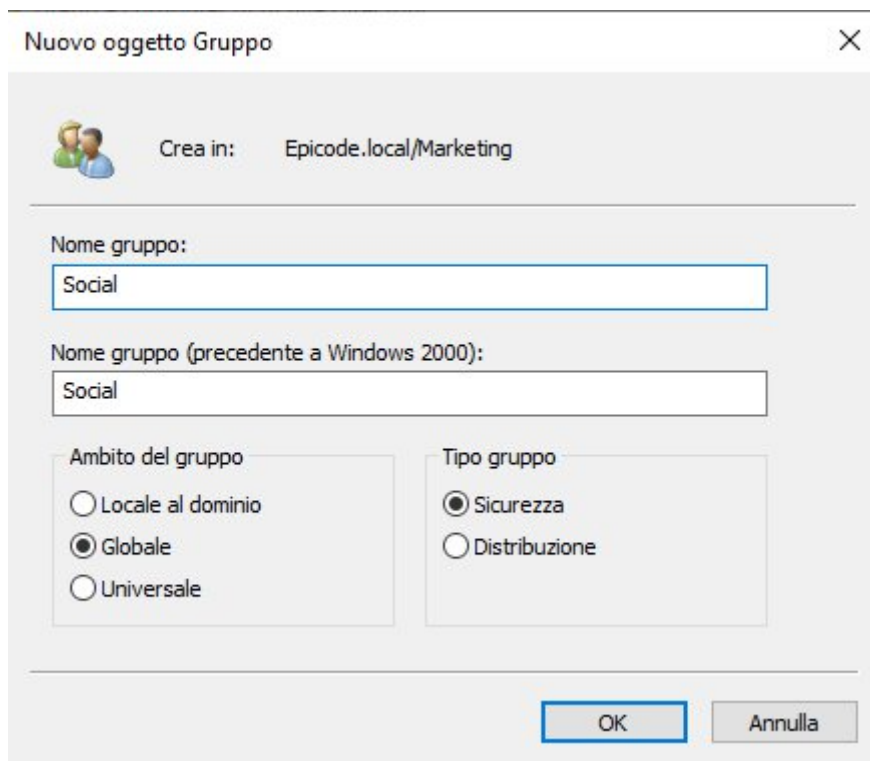 Nuovo oggetto Gruppo
Crea in: Epicode.local/Marketing
Nome gruppo:
Social
Nome gruppo (precedente a Windows 2000):
Social
Ambito del gruppo
Locale al dominio
Globale
Universale
Tipo gruppo
Sicurezza
Distribuzione
OK Annulla